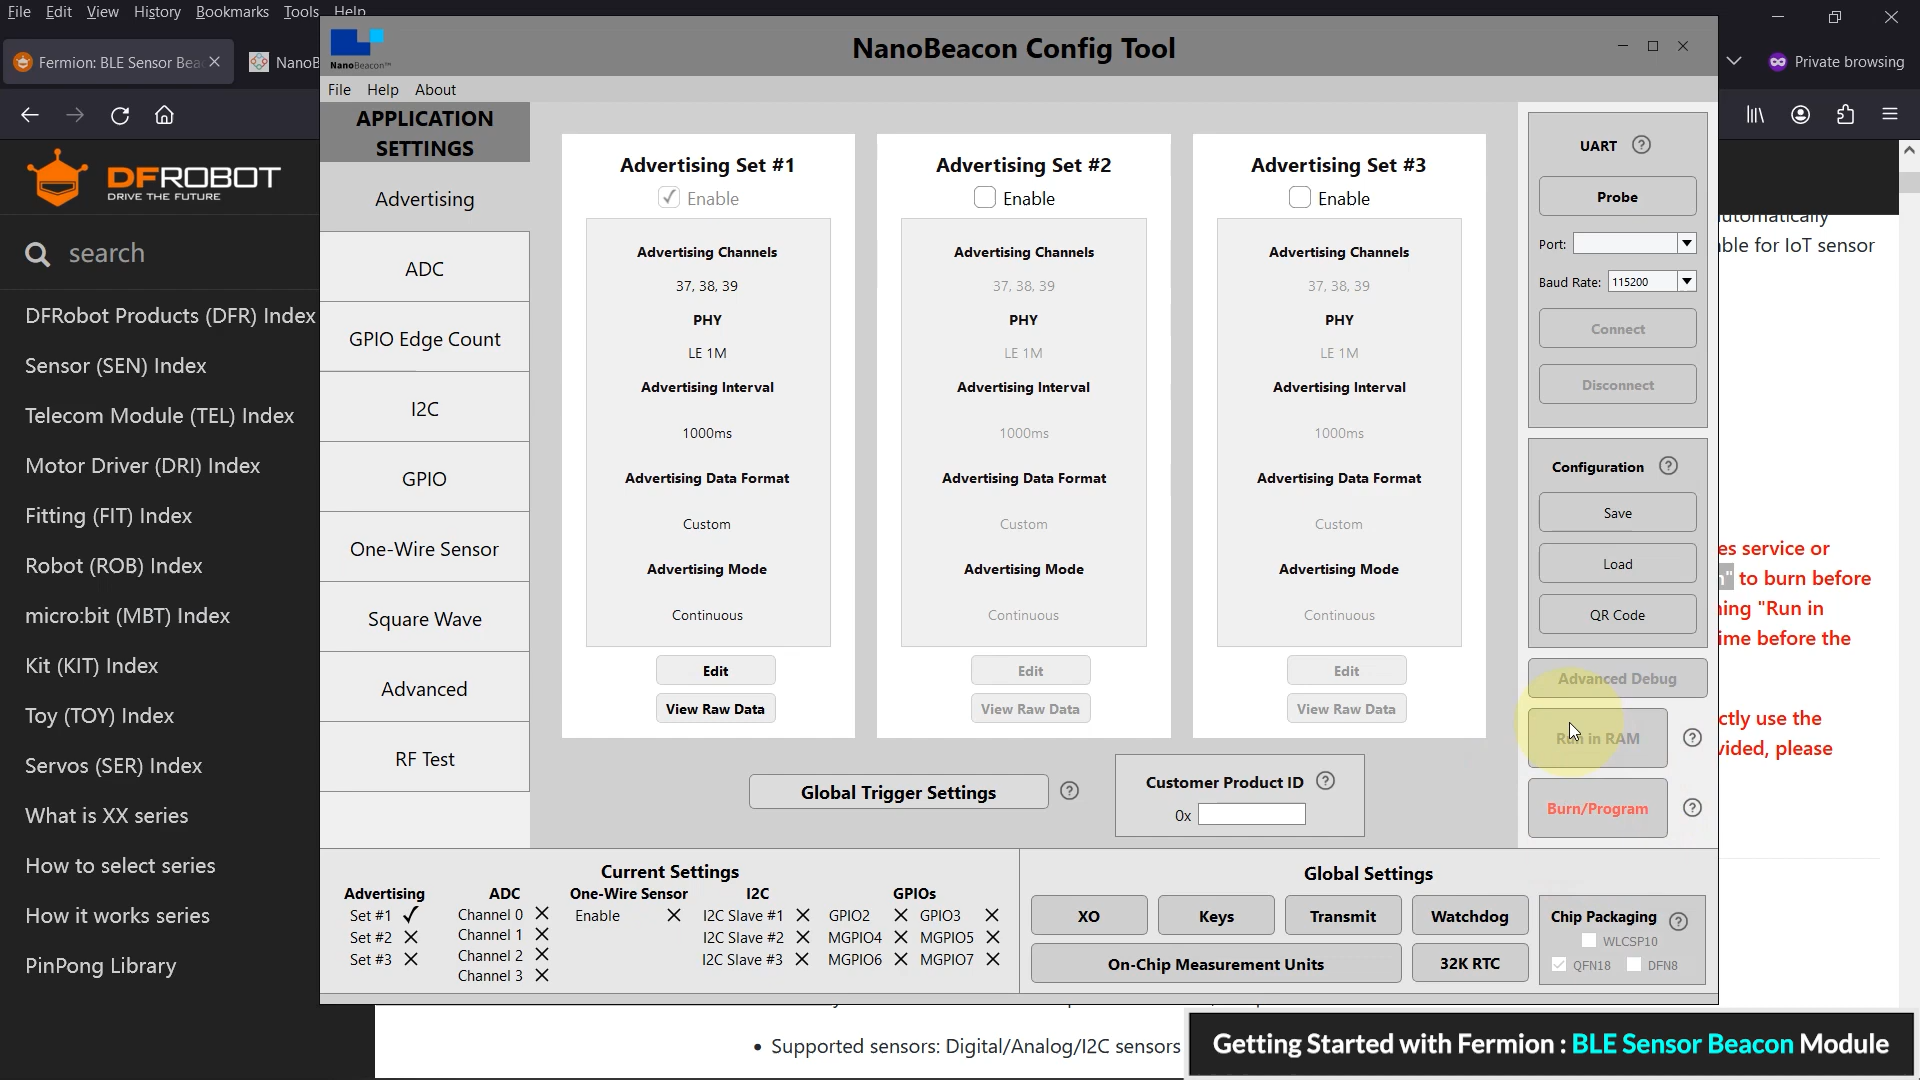 File Edit View History Bookmarks Tools Help
Fermion: BLE Sensor Bea
NanoB
Private browsing
NanoBeacon™
NanoBeacon Config Tool
File Help About
DFROBOT
DRIVE THE FUTURE
search
DFRobot Products (DFR) Index
Sensor (SEN) Index
Telecom Module (TEL) Index
Motor Driver (DRI) Index
Fitting (FIT) Index
Robot (ROB) Index
micro:bit (MBT) Index
Kit (KIT) Index
Toy (TOY) Index
Servos (SER) Index
What is XX series
How to select series
How it works series
PinPong Library
APPLICATION
SETTINGS
Advertising
ADC
GPIO Edge Count
I2C
GPIO
One-Wire Sensor
Square Wave
Advanced
RF Test
Advertising Set #1
Enable
Advertising Channels
37, 38, 39
PHY
LE 1M
Advertising Interval
1000ms
Advertising Data Format
Custom
Advertising Mode
Continuous
Edit
View Raw Data
Advertising Set #2
Enable
Advertising Channels
37, 38, 39
PHY
LE 1M
Advertising Interval
1000ms
Advertising Data Format
Custom
Advertising Mode
Continuous
Edit
View Raw Data
Advertising Set #3
Enable
Advertising Channels
37, 38, 39
PHY
LE 1M
Advertising Interval
1000ms
Advertising Data Format
Custom
Advertising Mode
Continuous
Edit
View Raw Data
Global Trigger Settings ?
Customer Product ID ?
0x
UART ?
Probe
Port:
Baud Rate: 115200
Connect
Disconnect
Configuration ?
Save
Load
QR Code
Advanced Debug
Run in RAM ?
Burn/Program ?
utomatically
ble for IoT sensor
es service or
" to burn before
ing "Run in
ime before the
ctly use the
vided, please
Current Settings
Advertising ADC One-Wire Sensor I2C GPIOs
Set #1 Channel 0 Enable I2C Slave #1 GPIO2 GPIO3
Set #2 Channel 1 I2C Slave #2 MGPIO4 MGPIO5
Set #3 Channel 2 I2C Slave #3 MGPIO6 MGPIO7
Channel 3
Global Settings
XO Keys Transmit Watchdog
On-Chip Measurement Units 32K RTC
Chip Packaging ?
WLCSP10
QFN18 DFN8
• Supported sensors: Digital/Analog/I2C sensors
Getting Started with Fermion : BLE Sensor Beacon Module